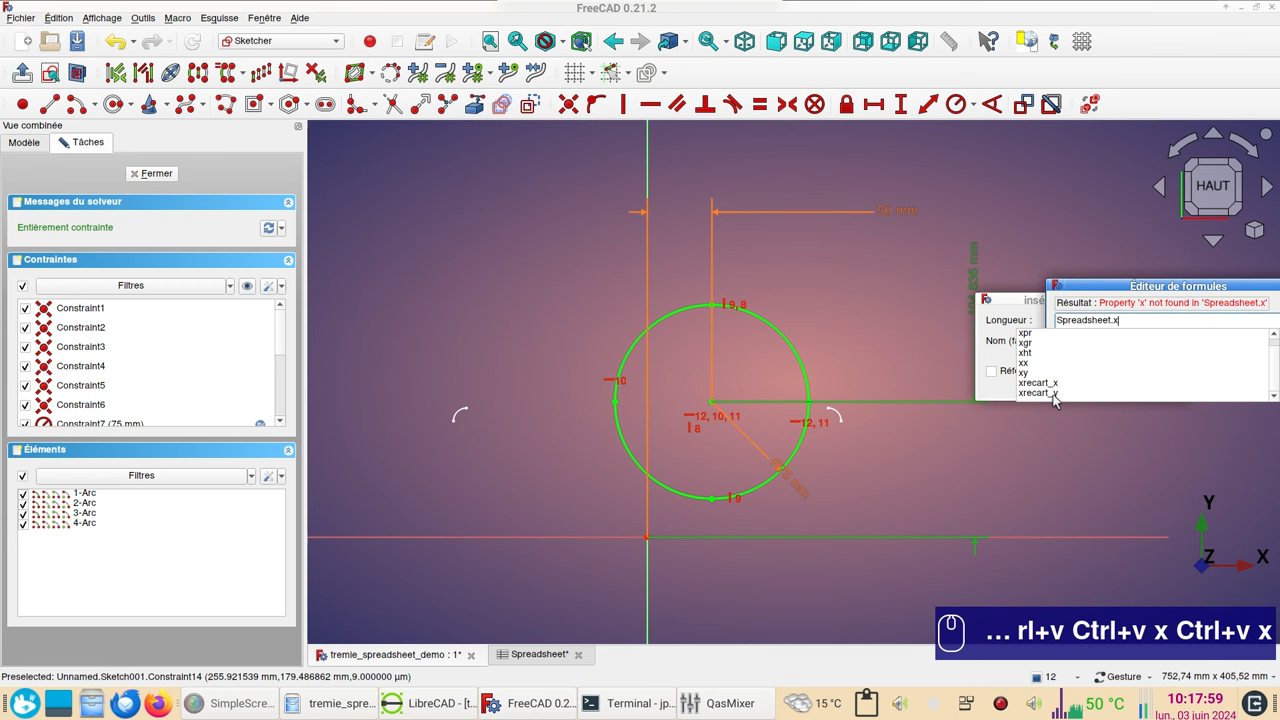 FreeCAD 0.21.2
Fichier Édition Affichage Outils Macro Esquisse Fenêtre Aide
Sketcher
Vue combinée
Modèle Tâches
Fermer
Messages du solveur
Entièrement contrainte
Contraintes
Filtres
Constraint1
Constraint2
Constraint3
Constraint4
Constraint5
Constraint6
Constraint7 (75 mm)
Éléments
Filtres
1-Arc
2-Arc
3-Arc
4-Arc
50 mm
9, 8
10
12, 10, 11
8
12, 11
9
HAUT
Y
Z X
Éditeur de formules
Résultat : Property 'x' not found in 'Spreadsheet.x'
Longueur : Spreadsheet.x
xpr
xgr
xht
xx
xy
xrecart_x
xrecart_y
... rl+v Ctrl+v x Ctrl+v x
tremie_spreadsheet_demo : 1* Spreadsheet*
Preselected: Unnamed.Sketch001.Constraint14 (255.921539 mm,179.486862 mm,9.000000 µm) 12 Gesture 752,74 mm x 405,52 mm
SimpleScre... tremie_spre... LibreCAD - [t... FreeCAD 0.2... Terminal - jp... QasMixer 15 °C 50 °C 10:17:59
lun., 03 juin 2024